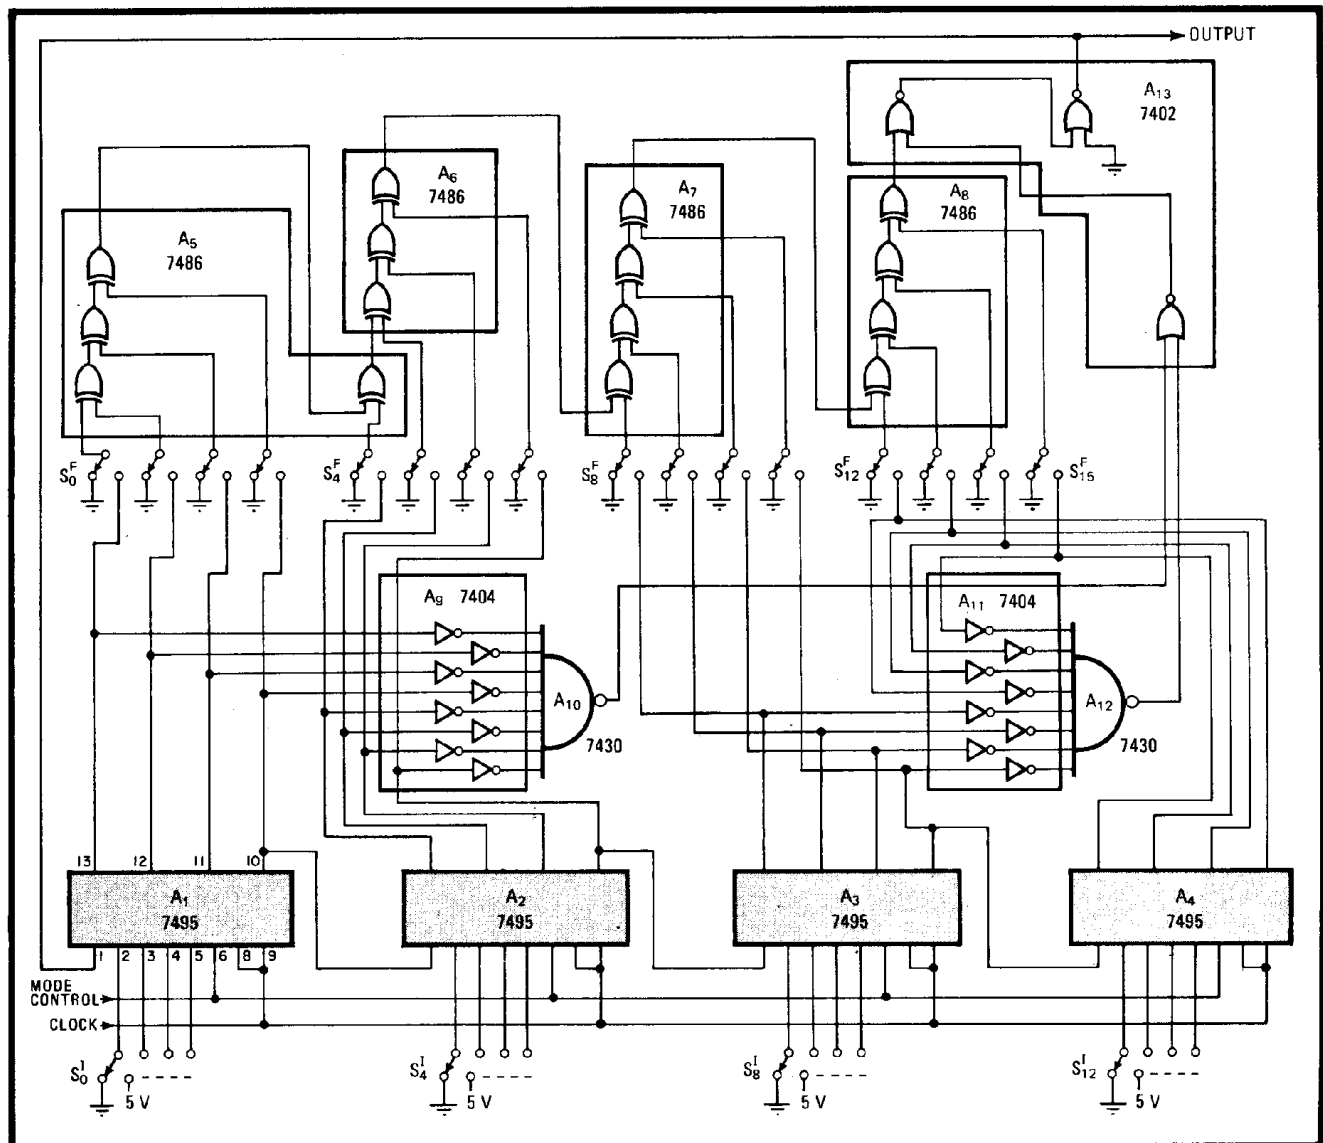 OUTPUT
A13
7402
A6
7486
A7
7486
A8
7486
A5
7486
S0F
S4F
S8F
S12F
S15F
A9 7404
A11 7404
A10
7430
A12
7430
13 12 11 10
A1
7495
A2
7495
A3
7495
A4
7495
1 2 3 4 5 6 8 9
MODE
CONTROL
CLOCK
S0I
5 V
S4I
5 V
S8I
5 V
S12I
5 V